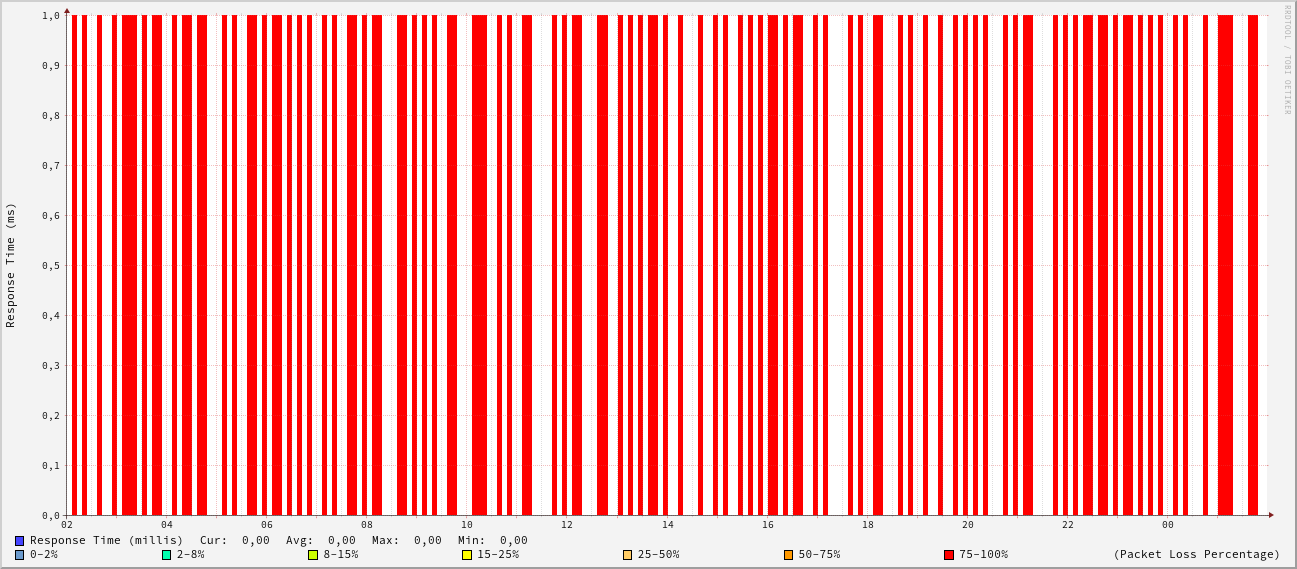 RRDTOOL / TOBI OETIKER
Response Time (ms)
1,0
0,9
0,8
0,7
0,6
0,5
0,4
0,3
0,2
0,1
0,0
02 04 06 08 10 12 14 16 18 20 22 00
Response Time (millis) Cur: 0,00 Avg: 0,00 Max: 0,00 Min: 0,00
0-2% 2-8% 8-15% 15-25% 25-50% 50-75% 75-100% (Packet Loss Percentage)